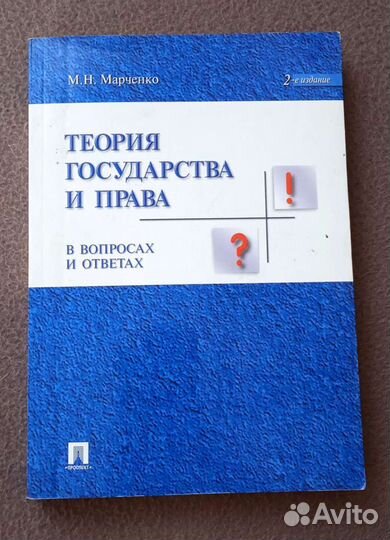 М.Н. Марченко
2-е издание
ТЕОРИЯ
ГОСУДАРСТВА
И ПРАВА
!
?
В ВОПРОСАХ
И ОТВЕТАХ
•ПРОСПЕКТ•
Avito